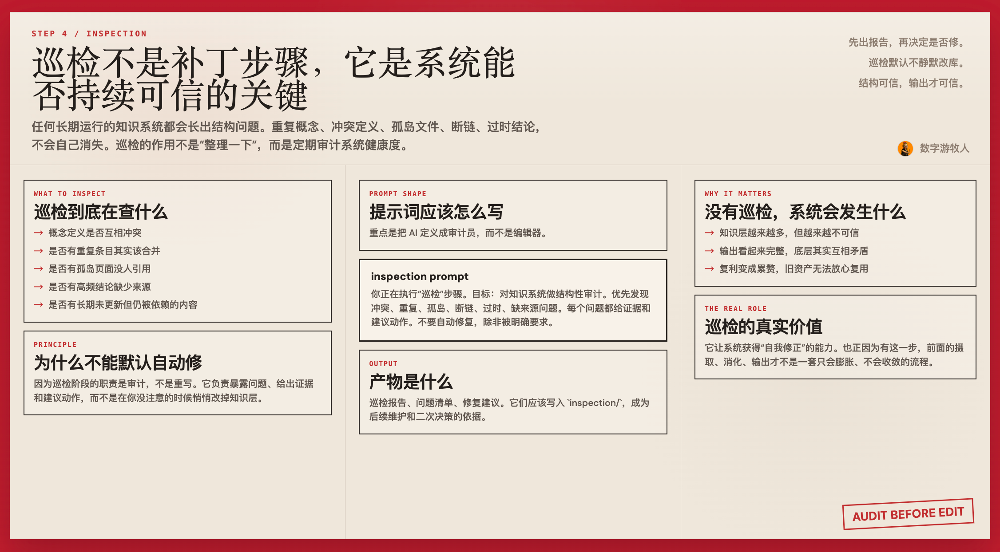 STEP 4 / INSPECTION
巡检不是补丁步骤，它是系统能
否持续可信的关键
任何长期运行的知识系统都会长出结构问题。重复概念、冲突定义、孤岛文件、断链、过时结论，
不会自己消失。巡检的作用不是“整理一下”，而是定期审计系统健康度。
先出报告，再决定是否修。
巡检默认不静默改库。
结构可信，输出才可信。
数字游牧人
WHAT TO INSPECT
巡检到底在查什么
→ 概念定义是否互相冲突
→ 是否有重复条目其实该合并
→ 是否有孤岛页面没人引用
→ 是否有高频结论缺少来源
→ 是否有长期未更新但仍被依赖的内容
PRINCIPLE
为什么不能默认自动修
因为巡检阶段的职责是审计，不是重写。它负责暴露问题、给出证据
和建议动作，而不是在你没注意的时候悄悄改掉知识层。
PROMPT SHAPE
提示词应该怎么写
重点是把 AI 定义成审计员，而不是编辑器。
inspection prompt
你正在执行“巡检”步骤。目标：对知识系统做结构性审计。优先发现
冲突、重复、孤岛、断链、过时、缺来源问题。每个问题都给证据和
建议动作。不要自动修复，除非被明确要求。
OUTPUT
产物是什么
巡检报告、问题清单、修复建议。它们应该写入 `inspection/`，成为
后续维护和二次决策的依据。
WHY IT MATTERS
没有巡检，系统会发生什么
→ 知识层越来越多，但越来越不可信
→ 输出看起来完整，底层其实互相矛盾
→ 复利变成累赘，旧资产无法放心复用
THE REAL ROLE
巡检的真实价值
它让系统获得“自我修正”的能力。也正因为有这一步，前面的摄
取、消化、输出才不是一套只会膨胀、不会收敛的流程。
AUDIT BEFORE EDIT